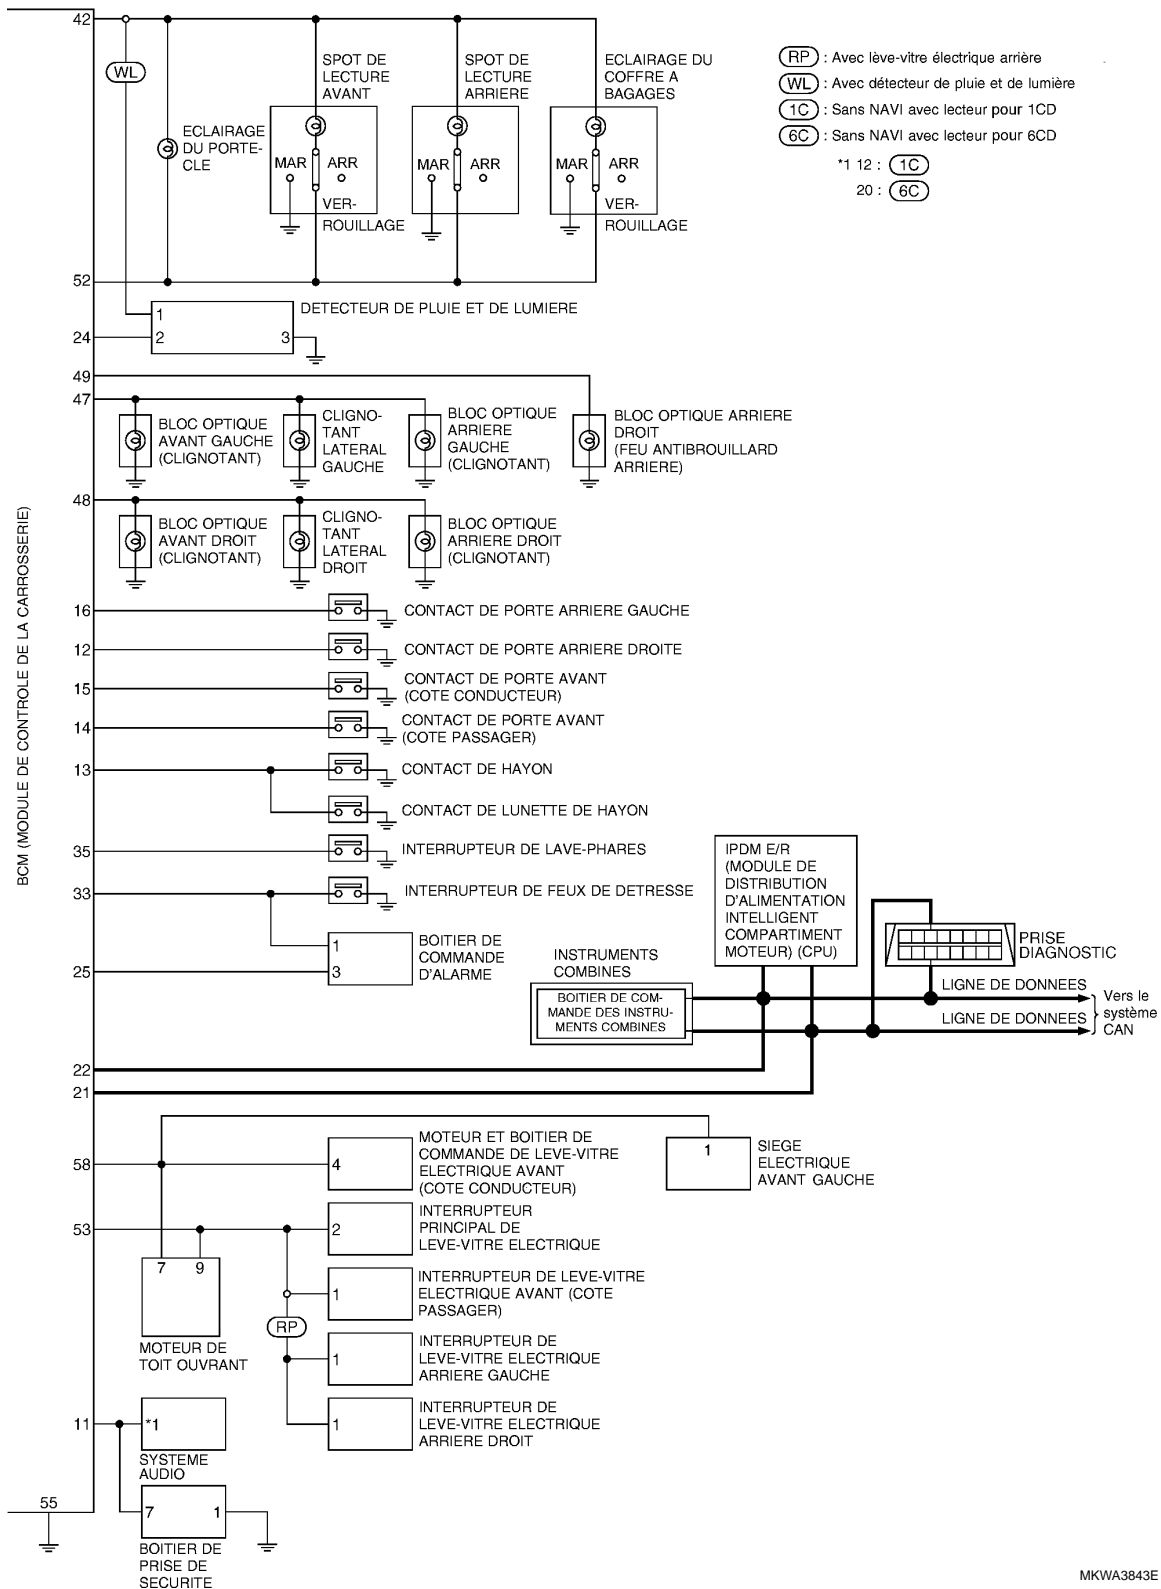 42
WL
SPOT DE
LECTURE
AVANT
SPOT DE
LECTURE
ARRIERE
ECLAIRAGE DU
COFFRE A
BAGAGES
RP : Avec lève-vitre électrique arrière
WL : Avec détecteur de pluie et de lumière
1C : Sans NAVI avec lecteur pour 1CD
6C : Sans NAVI avec lecteur pour 6CD
*1 12 : 1C
20 : 6C
ECLAIRAGE
DU PORTE-
CLE
MAR ARR
VER-
ROUILLAGE
MAR ARR
MAR ARR
VER-
ROUILLAGE
52
DETECTEUR DE PLUIE ET DE LUMIERE
1
24 2 3
49
47
BLOC OPTIQUE
AVANT GAUCHE
(CLIGNOTANT)
CLIGNO-
TANT
LATERAL
GAUCHE
BLOC OPTIQUE
ARRIERE
GAUCHE
(CLIGNOTANT)
BLOC OPTIQUE ARRIERE
DROIT
(FEU ANTIBROUILLARD
ARRIERE)
48
BLOC OPTIQUE
AVANT DROIT
(CLIGNOTANT)
CLIGNO-
TANT
LATERAL
DROIT
BLOC OPTIQUE
ARRIERE DROIT
(CLIGNOTANT)
BCM (MODULE DE CONTROLE DE LA CARROSSERIE)
16 CONTACT DE PORTE ARRIERE GAUCHE
12 CONTACT DE PORTE ARRIERE DROITE
15 CONTACT DE PORTE AVANT
(COTE CONDUCTEUR)
14 CONTACT DE PORTE AVANT
(COTE PASSAGER)
13 CONTACT DE HAYON
CONTACT DE LUNETTE DE HAYON
35 INTERRUPTEUR DE LAVE-PHARES
33 INTERRUPTEUR DE FEUX DE DETRESSE
1
25 3
BOITIER DE
COMMANDE
D'ALARME
IPDM E/R
(MODULE DE
DISTRIBUTION
D'ALIMENTATION
INTELLIGENT
COMPARTIMENT
MOTEUR) (CPU)
PRISE
DIAGNOSTIC
INSTRUMENTS
COMBINES
BOITIER DE COM-
MANDE DES INSTRU-
MENTS COMBINES
LIGNE DE DONNEES
LIGNE DE DONNEES
Vers le
système
CAN
22
21
58 4
MOTEUR ET BOITIER DE
COMMANDE DE LEVE-VITRE
ELECTRIQUE AVANT
(COTE CONDUCTEUR)
1
SIEGE
ELECTRIQUE
AVANT GAUCHE
53 2
INTERRUPTEUR
PRINCIPAL DE
LEVE-VITRE ELECTRIQUE
7 9
MOTEUR DE
TOIT OUVRANT
1
INTERRUPTEUR DE LEVE-VITRE
ELECTRIQUE AVANT (COTE
PASSAGER)
RP
1
INTERRUPTEUR DE
LEVE-VITRE ELECTRIQUE
ARRIERE GAUCHE
1
INTERRUPTEUR DE
LEVE-VITRE ELECTRIQUE
ARRIERE DROIT
11 *1
SYSTEME
AUDIO
55
7 1
BOITIER DE
PRISE DE
SECURITE
MKWA3843E